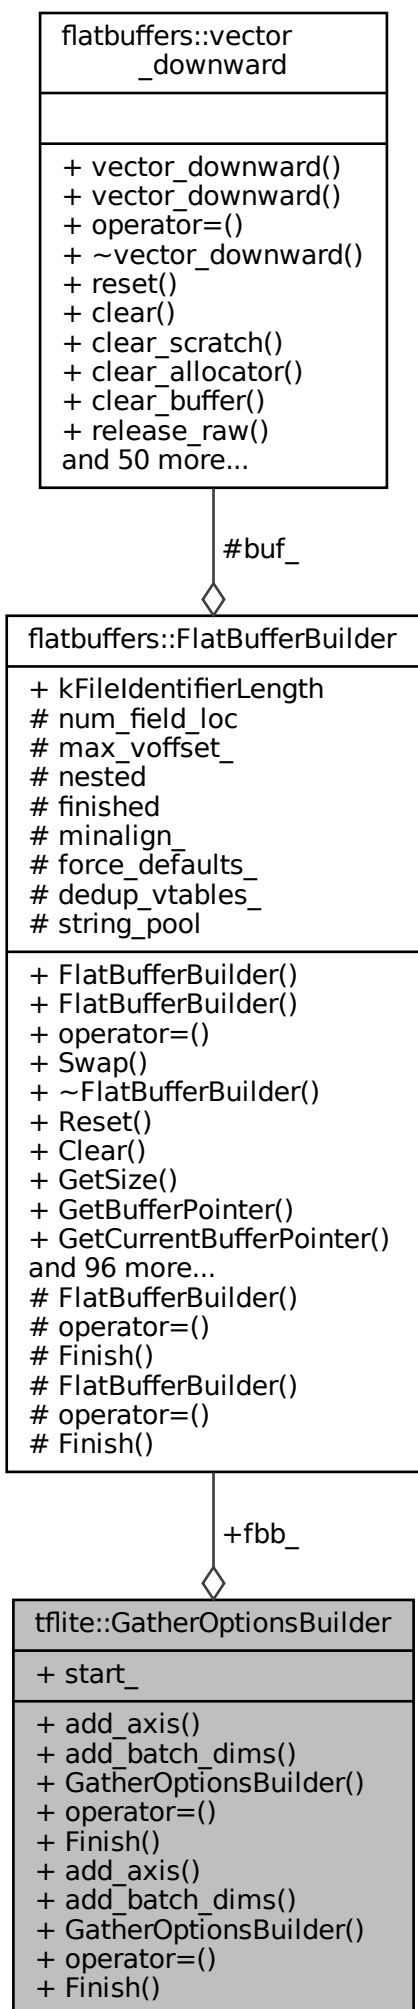 flatbuffers::vector
_downward
+ vector_downward()
+ vector_downward()
+ operator=()
+ ~vector_downward()
+ reset()
+ clear()
+ clear_scratch()
+ clear_allocator()
+ clear_buffer()
+ release_raw()
and 50 more...
#buf_
flatbuffers::FlatBufferBuilder
+ kFileIdentifierLength
# num_field_loc
# max_voffset_
# nested
# finished
# minalign_
# force_defaults_
# dedup_vtables_
# string_pool
+ FlatBufferBuilder()
+ FlatBufferBuilder()
+ operator=()
+ Swap()
+ ~FlatBufferBuilder()
+ Reset()
+ Clear()
+ GetSize()
+ GetBufferPointer()
+ GetCurrentBufferPointer()
and 96 more...
# FlatBufferBuilder()
# operator=()
# Finish()
# FlatBufferBuilder()
# operator=()
# Finish()
+fbb_
tflite::GatherOptionsBuilder
+ start_
+ add_axis()
+ add_batch_dims()
+ GatherOptionsBuilder()
+ operator=()
+ Finish()
+ add_axis()
+ add_batch_dims()
+ GatherOptionsBuilder()
+ operator=()
+ Finish()